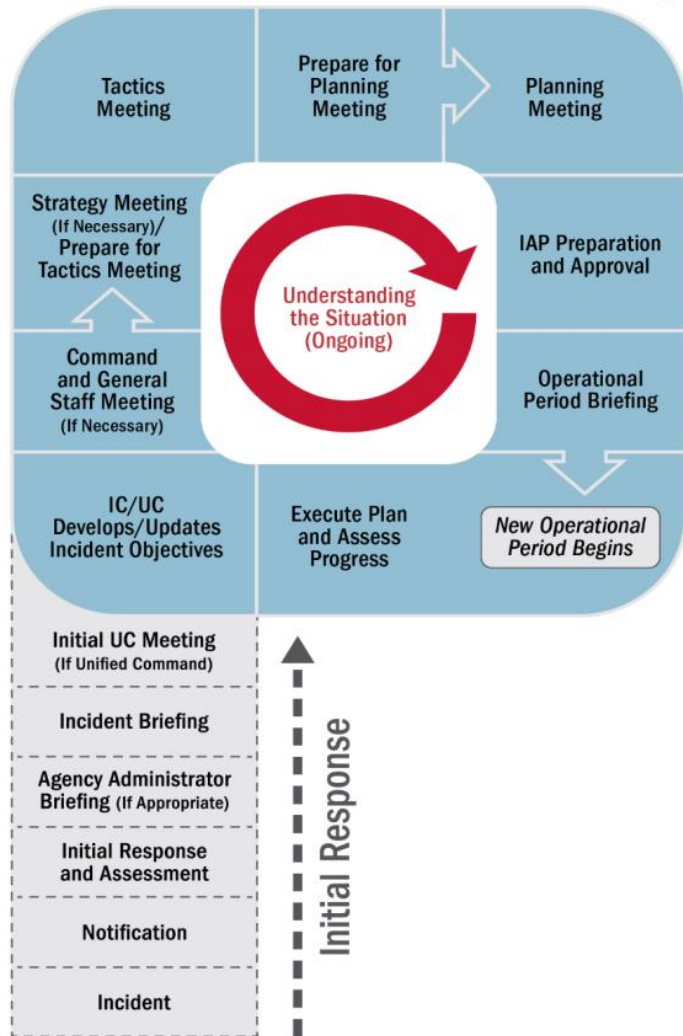 Tactics
Meeting
Prepare for
Planning
Meeting
Planning
Meeting
Strategy Meeting
(If Necessary)/
Prepare for
Tactics Meeting
Understanding
the Situation
(Ongoing)
IAP Preparation
and Approval
Command
and General
Staff Meeting
(If Necessary)
Operational
Period Briefing
IC/UC
Develops/Updates
Incident Objectives
Execute Plan
and Assess
Progress
New Operational
Period Begins
Initial UC Meeting
(If Unified Command)
Incident Briefing
Agency Administrator
Briefing (If Appropriate)
Initial Response
and Assessment
Notification
Incident
Initial Response